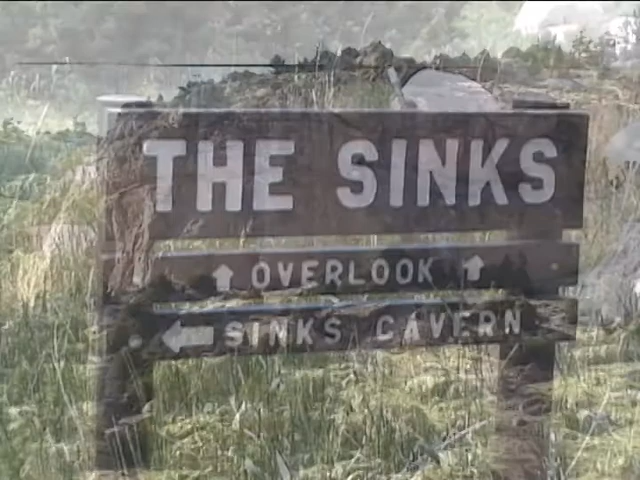 THE SINKS
↑ OVERLOOK ↑
← SINKS CAVERN